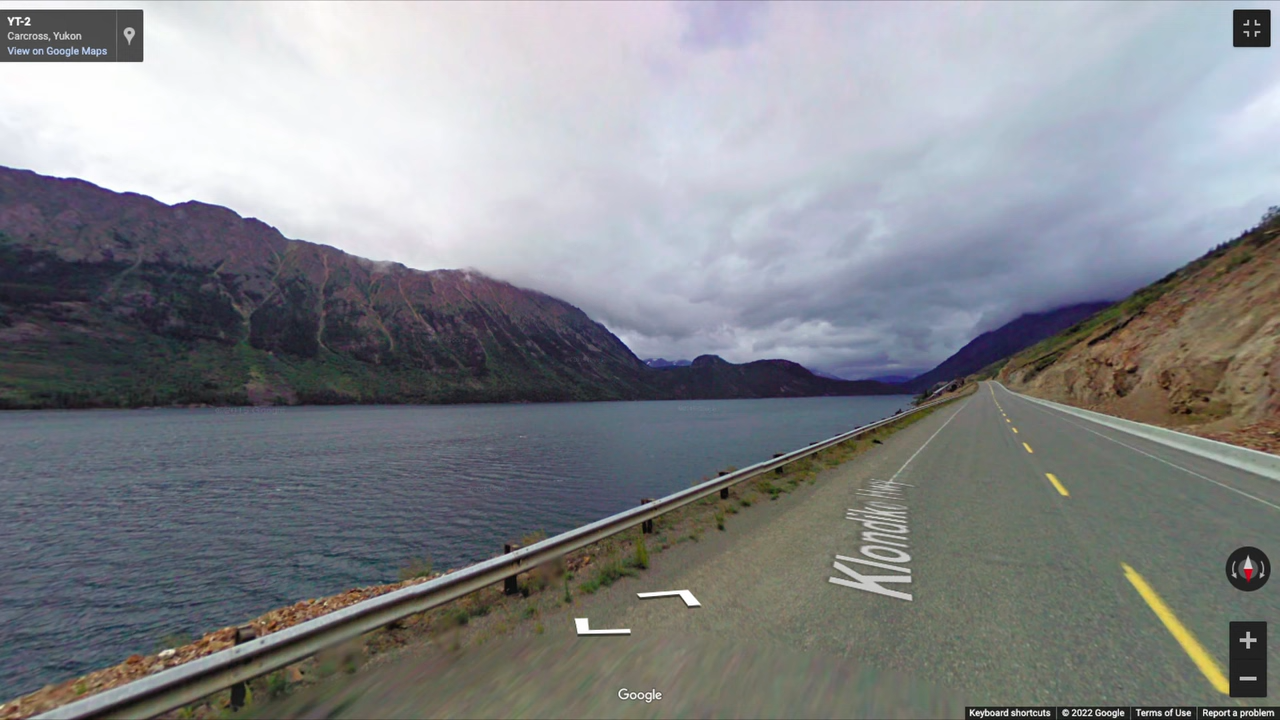 YT-2
Carcross, Yukon
View on Google Maps
Klondike Hwy
Google
Keyboard shortcuts
© 2022 Google
Terms of Use
Report a problem